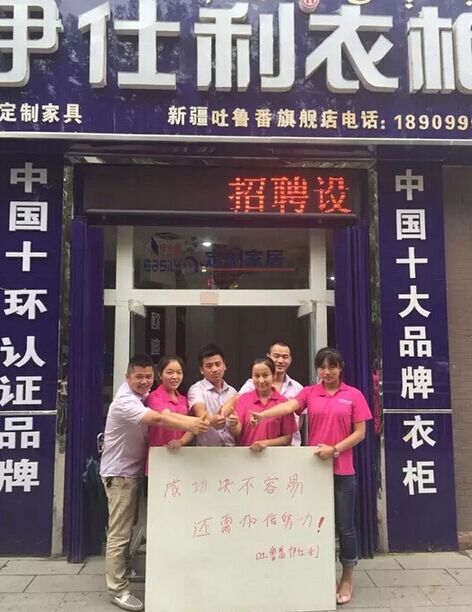 伊仕利衣柜
定制家具
新疆吐鲁番旗舰店电话: 189099
招聘设
easily 定制家居
中国十环认证品牌
中国十大品牌衣柜
成功决不容易
还需加倍努力!
吐鲁番伊仕利